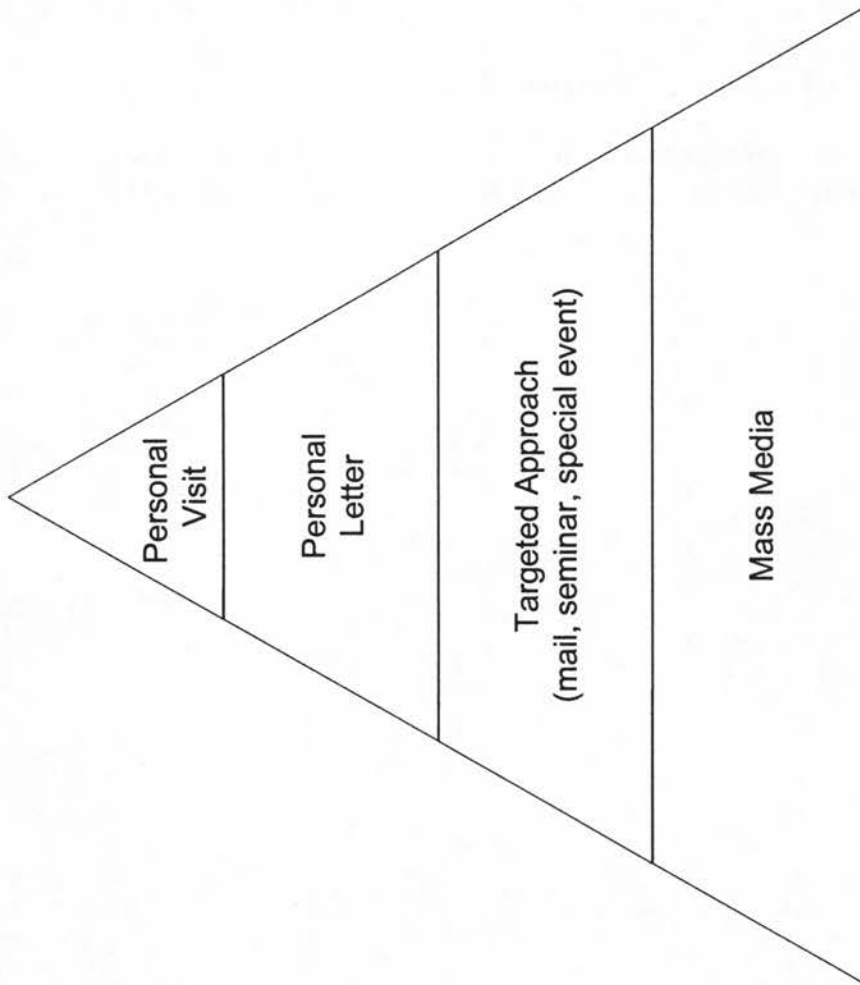 Personal
Visit
Personal
Letter
Targeted Approach
(mail, seminar, special event)
Mass Media